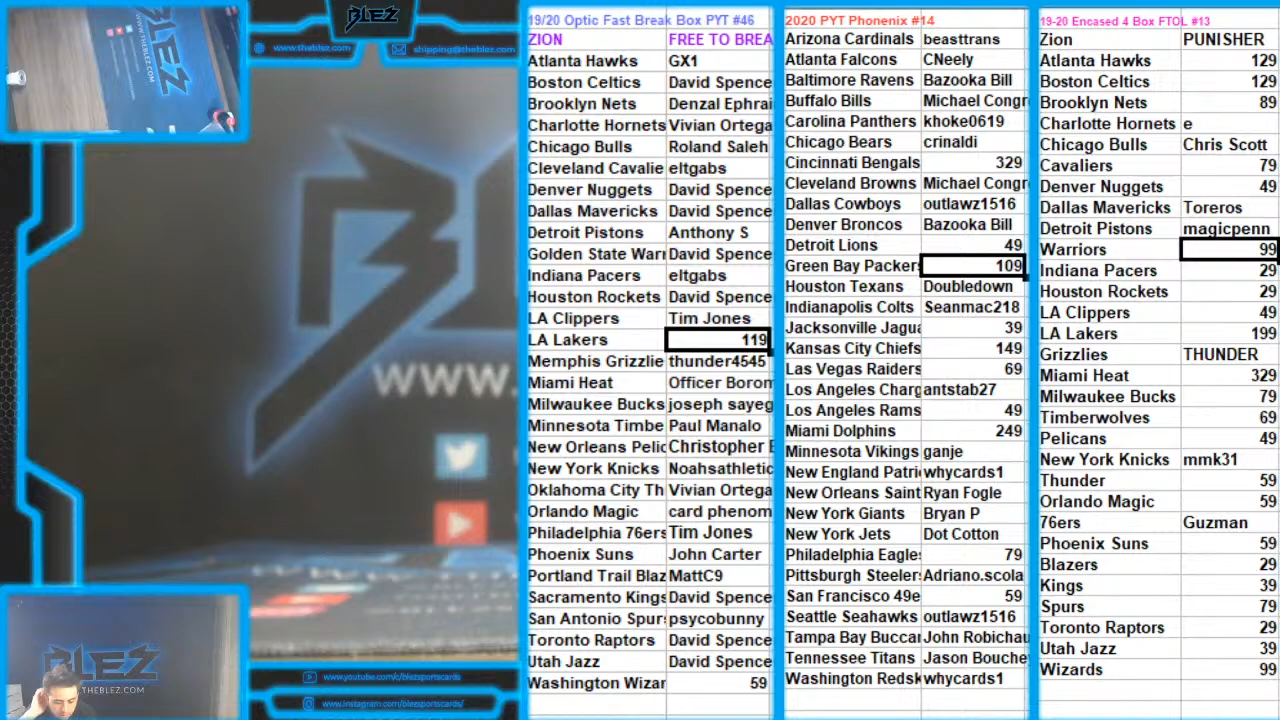 BLEZ
THEBLEZ.COM
BLEZ
www.theblez.com
shipping@theblez.com
www.
BLEZ
THEBLEZ.COM
www.youtube.com/c/blezsportscards
www.instagram.com/blezsportscards/
19/20 Optic Fast Break Box PYT #46
ZION FREE TO BREA
Atlanta Hawks GX1
Boston Celtics David Spence
Brooklyn Nets Denzal Ephrai
Charlotte Hornets Vivian Ortega
Chicago Bulls Roland Saleh
Cleveland Cavalie eltgabs
Denver Nuggets David Spence
Dallas Mavericks David Spence
Detroit Pistons Anthony S
Golden State Warr David Spence
Indiana Pacers eltgabs
Houston Rockets David Spence
LA Clippers Tim Jones
LA Lakers 119
Memphis Grizzlie thunder4545
Miami Heat Officer Borom
Milwaukee Bucks joseph sayeg
Minnesota Timbe Paul Manalo
New Orleans Pelic Christopher E
New York Knicks Noahsathletic
Oklahoma City Th Vivian Ortega
Orlando Magic card phenom
Philadelphia 76ers Tim Jones
Phoenix Suns John Carter
Portland Trail Blaz MattC9
Sacramento Kings David Spence
San Antonio Spurs psycobunny
Toronto Raptors David Spence
Utah Jazz David Spence
Washington Wizar 59
2020 PYT Phonenix #14
Arizona Cardinals beasttrans
Atlanta Falcons CNeely
Baltimore Ravens Bazooka Bill
Buffalo Bills Michael Congr
Carolina Panthers khoke0619
Chicago Bears crinaldi
Cincinnati Bengals 329
Cleveland Browns Michael Congr
Dallas Cowboys outlawz1516
Denver Broncos Bazooka Bill
Detroit Lions 49
Green Bay Packers 109
Houston Texans Doubledown
Indianapolis Colts Seanmac218
Jacksonville Jagua 39
Kansas City Chiefs 149
Las Vegas Raiders 69
Los Angeles Charg antstab27
Los Angeles Rams 49
Miami Dolphins 249
Minnesota Vikings ganje
New England Patri whycards1
New Orleans Saint Ryan Fogle
New York Giants Bryan P
New York Jets Dot Cotton
Philadelphia Eagle 79
Pittsburgh Steelers Adriano.scola
San Francisco 49e 59
Seattle Seahawks outlawz1516
Tampa Bay Bucca John Robichau
Tennessee Titans Jason Bouche
Washington Redsk whycards1
19-20 Encased 4 Box FTOL #13
Zion PUNISHER
Atlanta Hawks 129
Boston Celtics 129
Brooklyn Nets 89
Charlotte Hornets e
Chicago Bulls Chris Scott
Cavaliers 79
Denver Nuggets 49
Dallas Mavericks Toreros
Detroit Pistons magicpenn
Warriors 99
Indiana Pacers 29
Houston Rockets 29
LA Clippers 49
LA Lakers 199
Grizzlies THUNDER
Miami Heat 329
Milwaukee Bucks 79
Timberwolves 69
Pelicans 49
New York Knicks mmk31
Thunder 59
Orlando Magic 59
76ers Guzman
Phoenix Suns 59
Blazers 29
Kings 39
Spurs 79
Toronto Raptors 29
Utah Jazz 39
Wizards 99